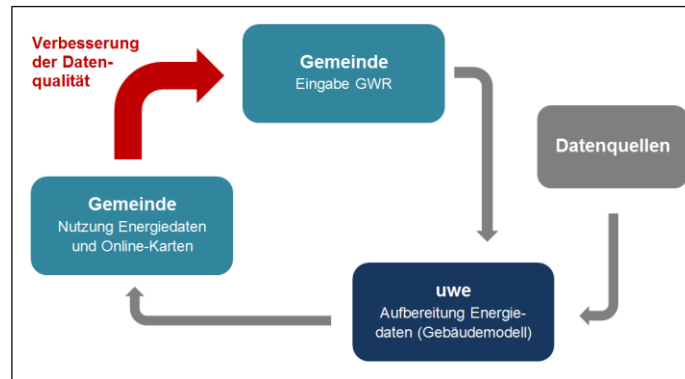 Verbesserung
der Daten-
qualität
Gemeinde
Eingabe GWR
Datenquellen
Gemeinde
Nutzung Energiedaten
und Online-Karten
uwe
Aufbereitung Energie-
daten (Gebäudemodell)